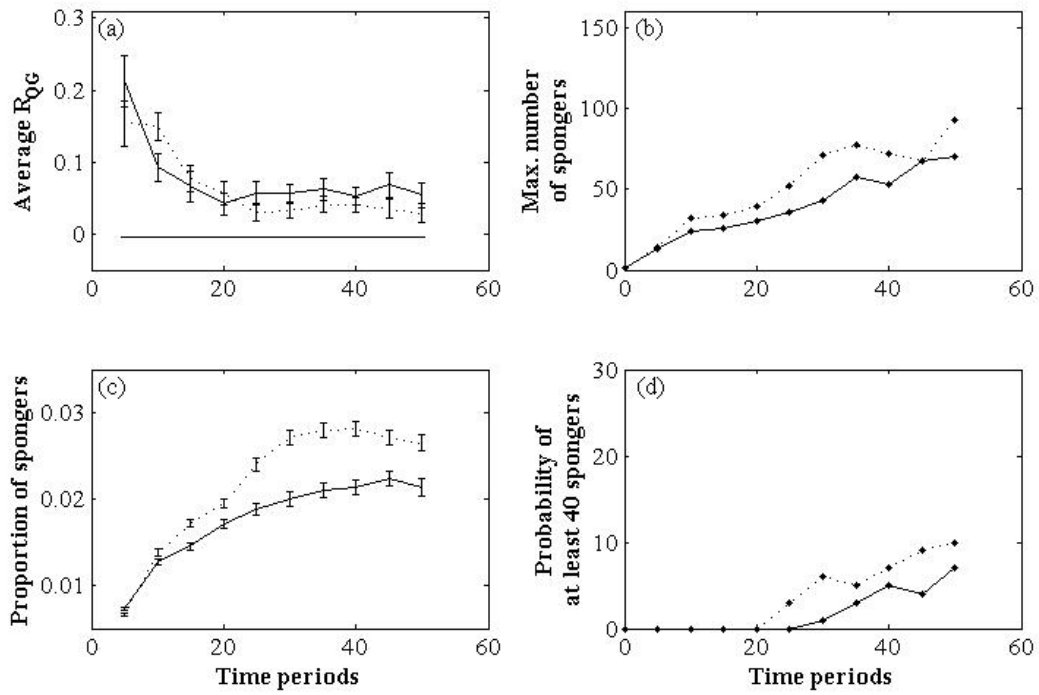 (a)
Average RQG
0.3
0.2
0.1
0
0 20 40 60
(b)
Max. number
of spongers
150
100
50
0
0 20 40 60
(c)
Proportion of spongers
0.03
0.02
0.01
0 20 40 60
Time periods
(d)
Probability of
at least 40 spongers
30
20
10
0
0 20 40 60
Time periods